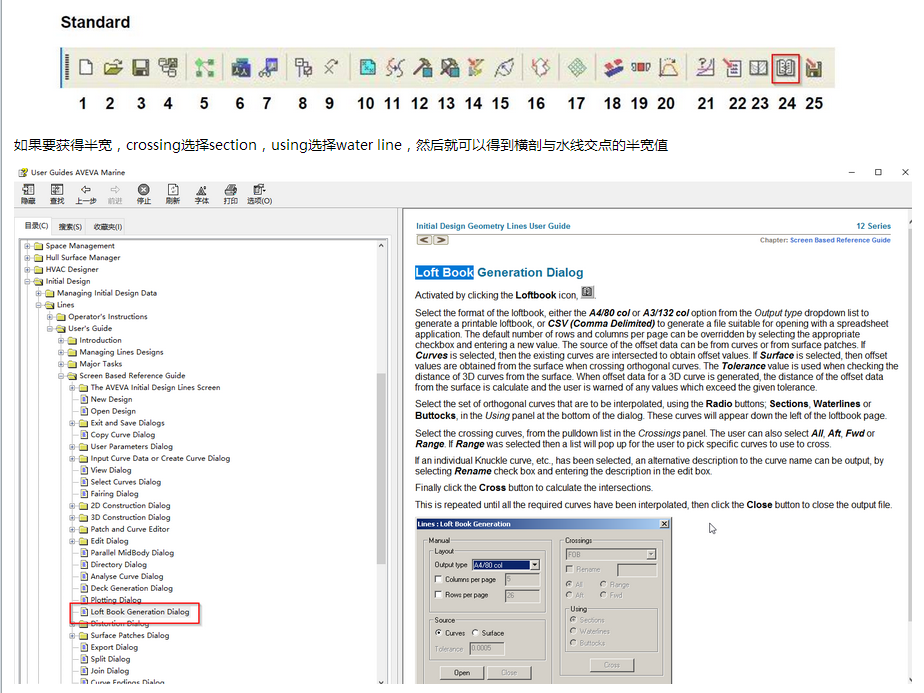 Standard
1 2 3 4 5 6 7 8 9 10 11 12 13 14 15 16 17 18 19 20 21 22 23 24 25
如果要获得半宽，crossing选择section，using选择water line，然后就可以得到横剖与水线交点的半宽值
User Guides AVEVA Marine
隐藏 查找 上一步 前进 停止 刷新 字体 打印 选项(O)
目录(C) 搜索(S) 收藏夹(I)
Space Management
Hull Surface Manager
HVAC Designer
Initial Design
Managing Initial Design Data
Lines
Operator's Instructions
User's Guide
Introduction
Managing Lines Designs
Major Tasks
Screen Based Reference Guide
The AVEVA Initial Design Lines Screen
New Design
Open Design
Exit and Save Dialogs
Copy Curve Dialog
User Parameters Dialog
Input Curve Data or Create Curve Dialog
View Dialog
Select Curves Dialog
Fairing Dialog
2D Construction Dialog
3D Construction Dialog
Patch and Curve Editor
Edit Dialog
Parallel MidBody Dialog
Directory Dialog
Analyse Curve Dialog
Deck Generation Dialog
Plotting Dialog
Loft Book Generation Dialog
Distortion Dialog
Surface Patches Dialog
Export Dialog
Split Dialog
Join Dialog
Curve Endings Dialog
Initial Design Geometry Lines User Guide 12 Series
Chapter: Screen Based Reference Guide
Loft Book Generation Dialog
Activated by clicking the Loftbook icon, .
Select the format of the loftbook, either the A4/80 col or A3/132 col option from the Output type dropdown list to
generate a printable loftbook, or CSV (Comma Delimited) to generate a file suitable for opening with a spreadsheet
application. The default number of rows and columns per page can be overridden by selecting the appropriate
checkbox and entering a new value. The source of the offset data can be from curves or from surface patches. If
Curves is selected, then the existing curves are intersected to obtain offset values. If Surface is selected, then offset
values are obtained from the surface when crossing orthogonal curves. The Tolerance value is used when checking the
distance of 3D curves from the surface. When offset data for a 3D curve is generated, the distance of the offset data
from the surface is calculate and the user is warned of any values which exceed the given tolerance.
Select the set of orthogonal curves that are to be interpolated, using the Radio buttons; Sections, Waterlines or
Buttocks, in the Using panel at the bottom of the dialog. These curves will appear down the left of the loftbook page.
Select the crossing curves, from the pulldown list in the Crossings panel. The user can also select All, Aft, Fwd or
Range. If Range was selected then a list will pop up for the user to pick specific curves to use to cross.
If an individual Knuckle curve, etc., has been selected, an alternative description to the curve name can be output, by
selecting Rename check box and entering the description in the edit box.
Finally click the Cross button to calculate the intersections.
This is repeated until all the required curves have been interpolated, then click the Close button to close the output file.
Lines : Loft Book Generation
Manual
Layout
Output type A4/80 col
Columns per page 5
Rows per page 26
Source
Curves Surface
Tolerance 0.0005
Open Close
Crossings
FOB
Rename
All Range
Aft Fwd
Using
Sections
Waterlines
Buttocks
Cross